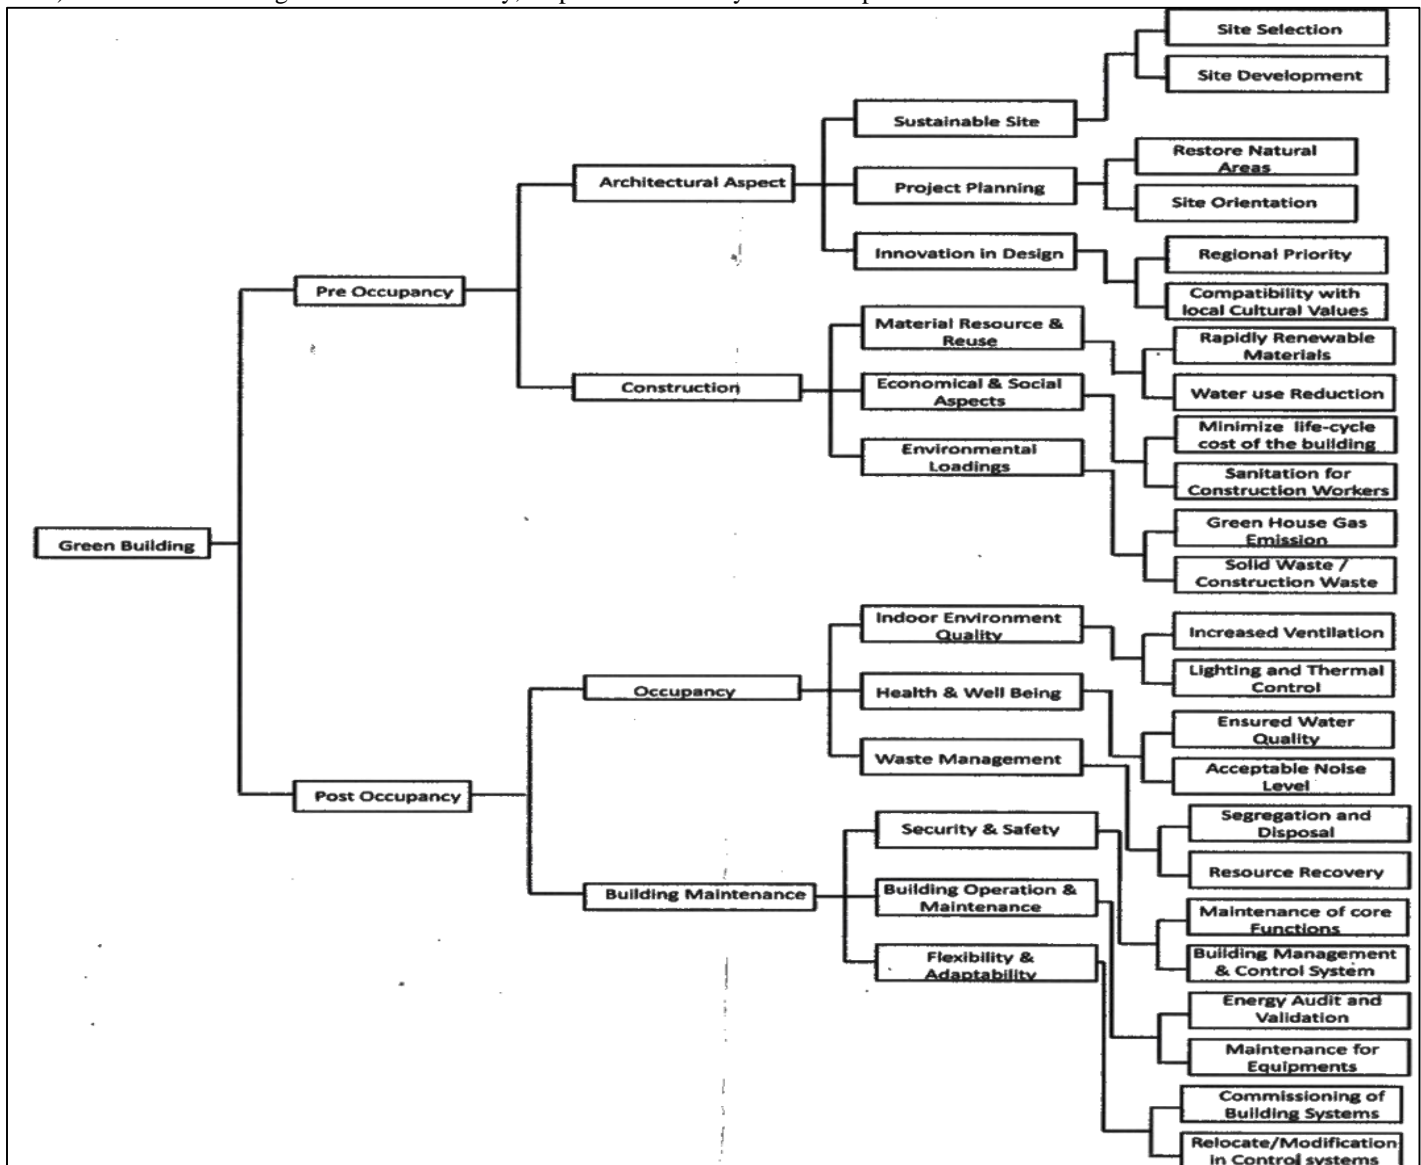 Site Selection
Site Development
Sustainable Site
Restore Natural
Areas
Architectural Aspect
Project Planning
Site Orientation
Innovation in Design
Regional Priority
Pre Occupancy
Compatibility with
local Cultural Values
Material Resource &
Reuse
Rapidly Renewable
Materials
Construction
Economical & Social
Aspects
Water use Reduction
Minimize life-cycle
cost of the building
Environmental
Loadings
Sanitation for
Construction Workers
Green Building
Green House Gas
Emission
Solid Waste /
Construction Waste
Indoor Environment
Quality
Increased Ventilation
Occupancy
Health & Well Being
Lighting and Thermal
Control
Ensured Water
Quality
Waste Management
Acceptable Noise
Level
Post Occupancy
Security & Safety
Segregation and
Disposal
Resource Recovery
Building Maintenance
Building Operation &
Maintenance
Maintenance of core
Functions
Flexibility &
Adaptability
Building Management
& Control System
Energy Audit and
Validation
Maintenance for
Equipments
Commissioning of
Building Systems
Relocate/Modification
in Control systems